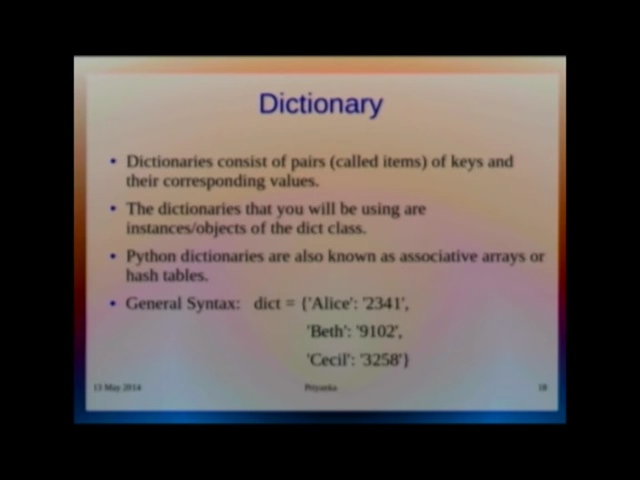 Dictionary
• Dictionaries consist of pairs (called items) of keys and
their corresponding values.
• The dictionaries that you will be using are
instances/objects of the dict class.
• Python dictionaries are also known as associative arrays or
hash tables.
• General Syntax: dict = {'Alice': '2341',
'Beth': '9102',
'Cecil': '3258'}
13 May 2014 Priyanka 18